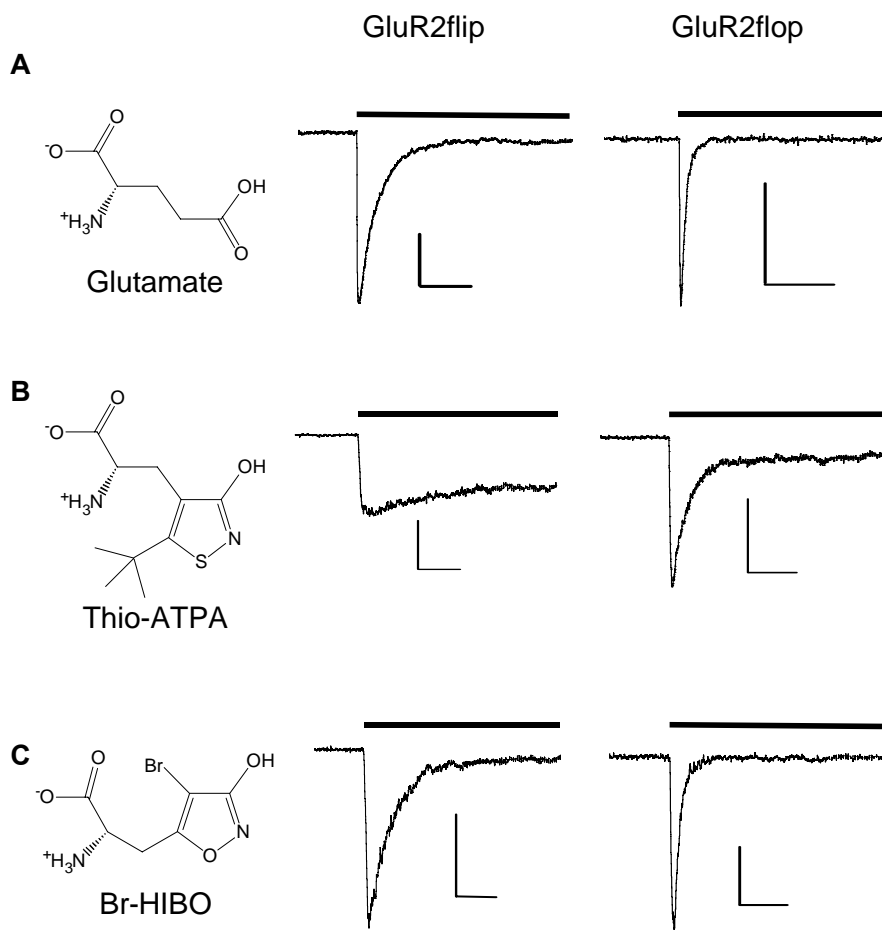 GluR2flip GluR2flop
A
O
-O OH
+H3N O
Glutamate
B
O
-O OH
+H3N N
S
Thio-ATPA
C
O Br OH
-O N
+H3N O
Br-HIBO